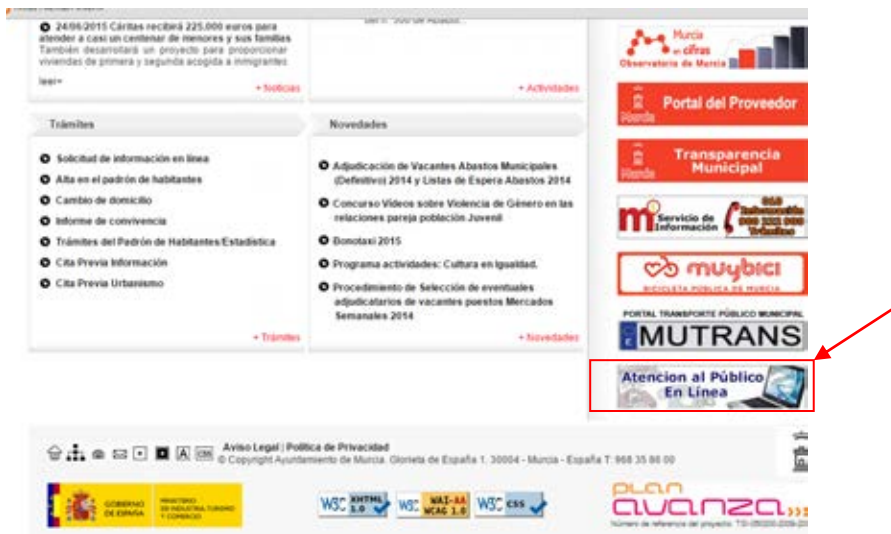 24/06/2015 Cáritas recibirá 225.000 euros para
atender a casi un centenar de menores y sus familias
También desarrollará un proyecto para proporcionar
viviendas de primera y segunda acogida a inmigrantes
leer+
+ Noticias
+ Actividades
Trámites
Solicitud de información en línea
Alta en el padrón de habitantes
Cambio de domicilio
Informe de convivencia
Trámites del Padrón de Habitantes/Estadística
Cita Previa Información
Cita Previa Urbanismo
+ Trámites
Novedades
Adjudicación de Vacantes Abastos Municipales
(Definitivo) 2014 y Listas de Espera Abastos 2014
Concurso Vídeos sobre Violencia de Género en las
relaciones pareja población Juvenil
Bonotaxi 2015
Programa actividades: Cultura en Igualdad.
Procedimiento de Selección de eventuales
adjudicatarios de vacantes puestos Mercados
Semanales 2014
+ Novedades
Murcia
en cifras
Observatorio de Murcia
Portal del Proveedor
Murcia
Transparencia
Municipal
Murcia
Servicio de
Información
010
Información
Trámites
muybici
BICICLETA PÚBLICA DE MURCIA
PORTAL TRANSPORTE PÚBLICO MUNICIPAL
MUTRANS
Atencion al Público
En Línea
Aviso Legal | Política de Privacidad
© Copyright Ayuntamiento de Murcia. Glorieta de España 1. 30004 - Murcia - España T: 968 35 86 00
GOBIERNO
DE ESPAÑA
MINISTERIO
DE INDUSTRIA, TURISMO
Y COMERCIO
W3C XHTML
1.0
W3C WAI-AA
WCAG 1.0
W3C css
PLAN
avanza
Número de referencia del proyecto: